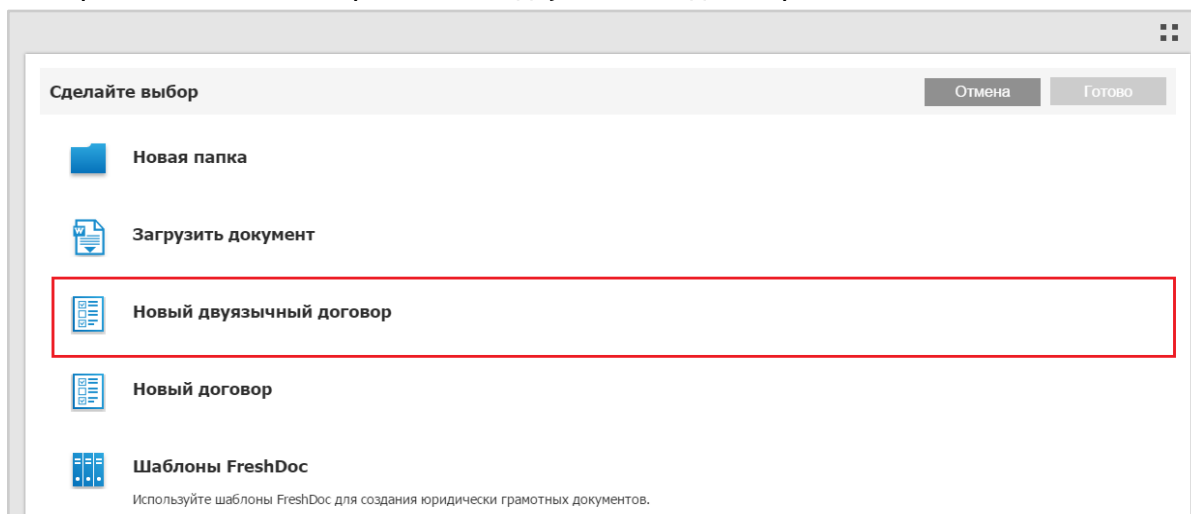 Сделайте выбор
Отмена
Готово
Новая папка
Загрузить документ
Новый двуязычный договор
Новый договор
Шаблоны FreshDoc
Используйте шаблоны FreshDoc для создания юридически грамотных документов.